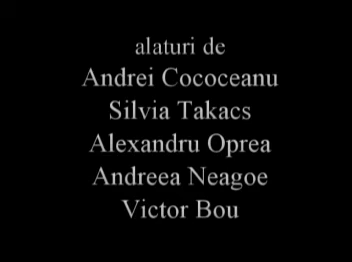 alaturi de
Andrei Cococeanu
Silvia Takacs
Alexandru Oprea
Andreea Neagoe
Victor Bou